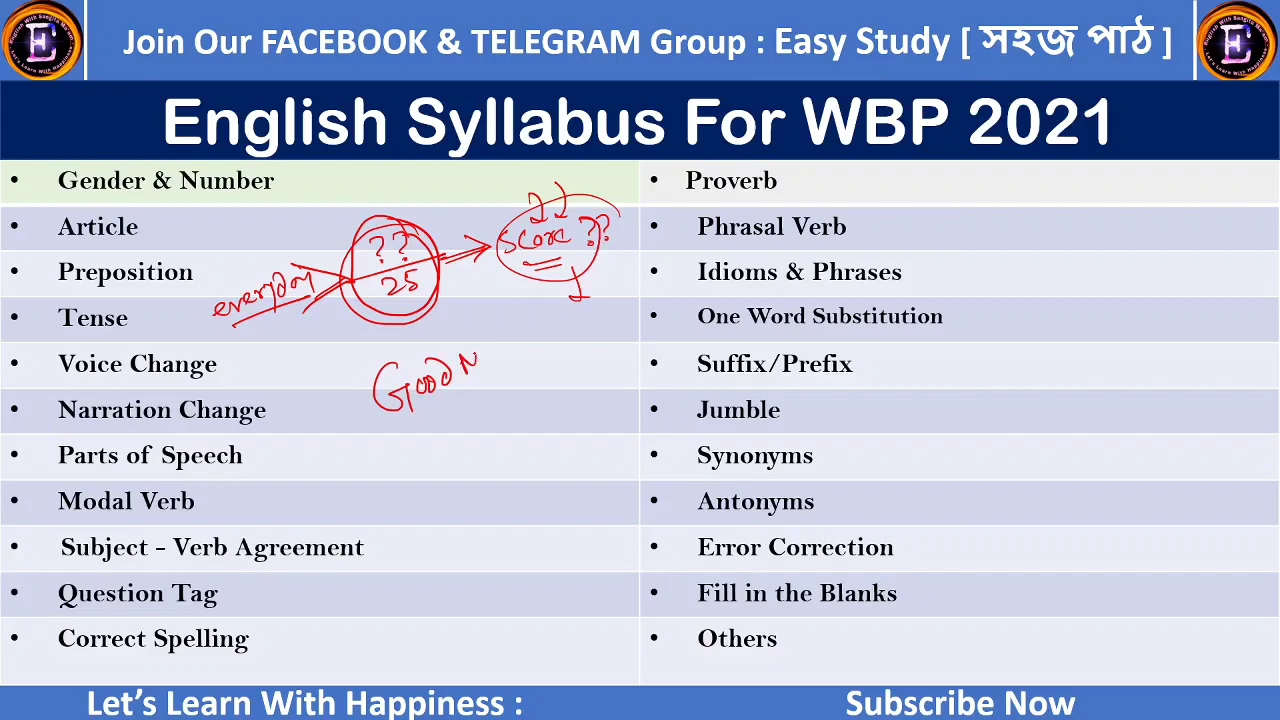 Join Our FACEBOOK & TELEGRAM Group : Easy Study [ সহজ পাঠ ]
English Syllabus For WBP 2021
• Gender & Number
• Article
• Preposition
• Tense
• Voice Change
• Narration Change
• Parts of Speech
• Modal Verb
• Subject - Verb Agreement
• Question Tag
• Correct Spelling
• Proverb
• Phrasal Verb
• Idioms & Phrases
• One Word Substitution
• Suffix/Prefix
• Jumble
• Synonyms
• Antonyms
• Error Correction
• Fill in the Blanks
• Others
everyday
??
25
Score ??
Good N
Let’s Learn With Happiness :
Subscribe Now
E
E